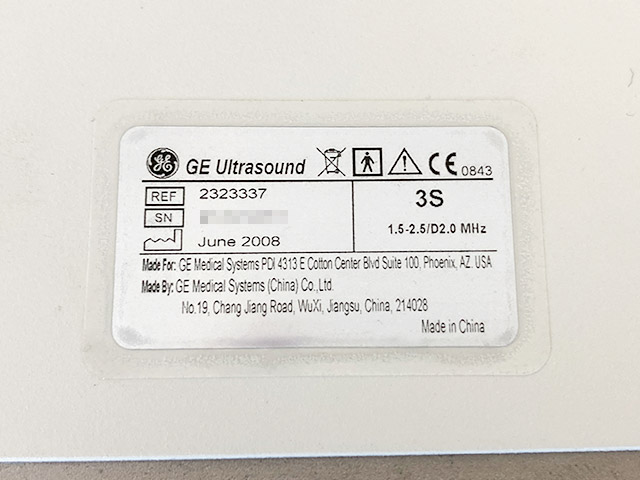 GE Ultrasound
0843
REF 2323337
SN
June 2008
3S
1.5-2.5/D2.0 MHz
Made For: GE Medical Systems PDI 4313 E Cotton Center Blvd Suite 100, Phoenix, AZ. USA
Made By: GE Medical Systems (China) Co.,Ltd.
No.19, Chang Jiang Road, WuXi, Jiangsu, China, 214028
Made in China